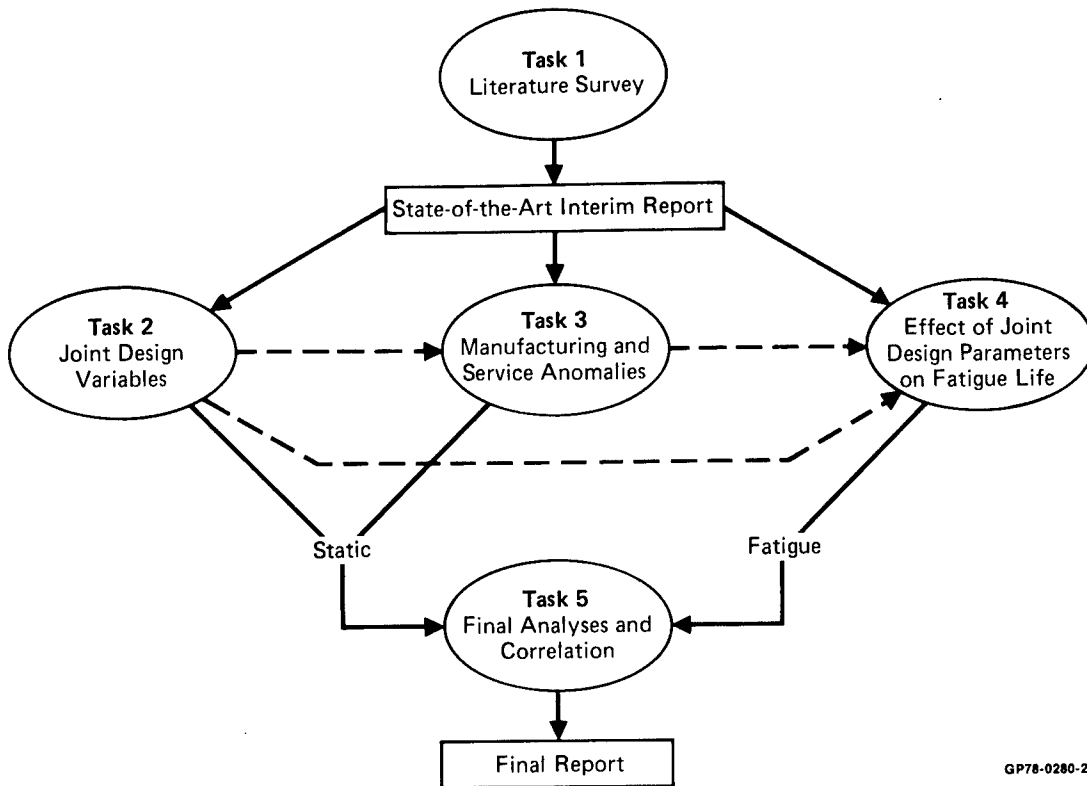 Task 1
Literature Survey
State-of-the-Art Interim Report
Task 2
Joint Design
Variables
Task 3
Manufacturing and
Service Anomalies
Task 4
Effect of Joint
Design Parameters
on Fatigue Life
Static
Fatigue
Task 5
Final Analyses and
Correlation
Final Report
GP78-0280-2